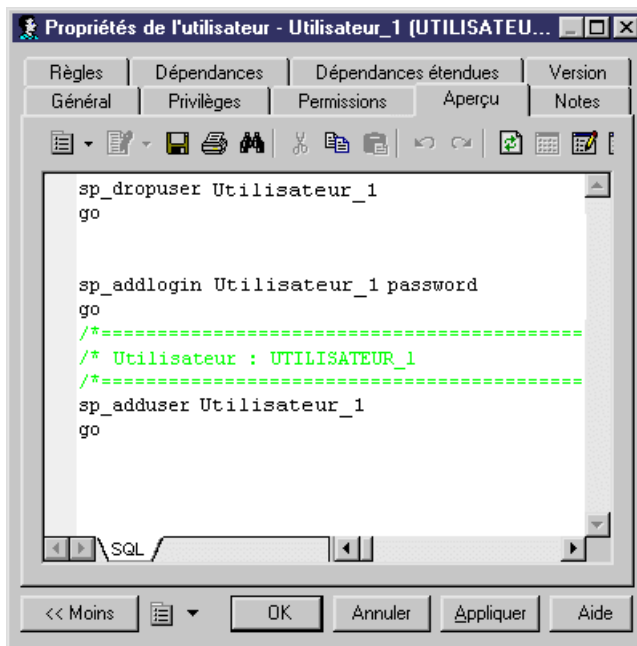 Propriétés de l'utilisateur - Utilisateur_1 (UTILISATEU...
Règles Dépendances Dépendances étendues Version
Général Privilèges Permissions Aperçu Notes
sp_dropuser Utilisateur_1
go
sp_addlogin Utilisateur_1 password
go
/*===========================================
/* Utilisateur : UTILISATEUR_1
/*===========================================
sp_adduser Utilisateur_1
go
SQL
<< Moins OK Annuler Appliquer Aide